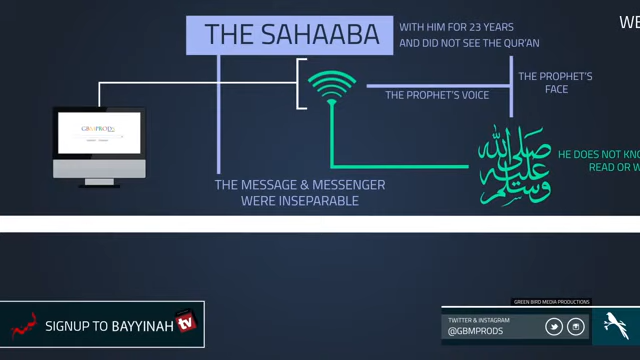 THE SAHAABA
WITH HIM FOR 23 YEARS
AND DID NOT SEE THE QUR'AN
WE
THE PROPHET'S
FACE
THE PROPHET'S VOICE
GBMPRODS
صلى الله
عليه
وسلم
HE DOES NOT KNO
READ OR W
THE MESSAGE & MESSENGER
WERE INSEPARABLE
SIGNUP TO BAYYINAH tv
GREEN BIRD MEDIA PRODUCTIONS
TWITTER & INSTAGRAM
@GBMPRODS